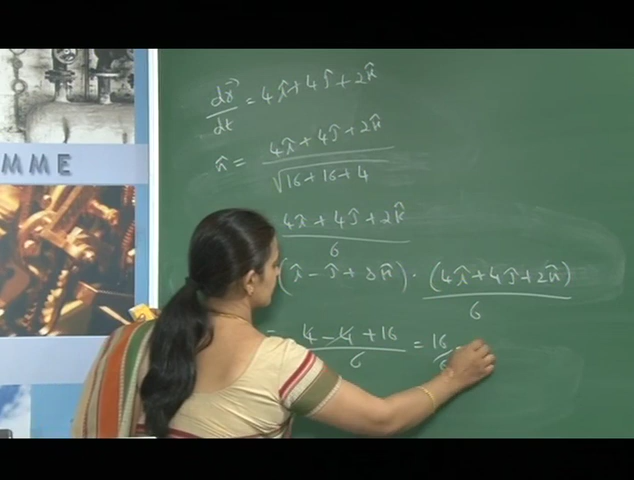 dr⃗/dt = 4î + 4ĵ + 2k̂
MME
n̂ = (4î + 4ĵ + 2k̂)/√(16 + 16 + 4)
(4î + 4ĵ + 2k̂)/6
(î − ĵ + 8k̂) · (4î + 4ĵ + 2k̂)/6
= (4 − 4 + 16)/6 = 16/6 =